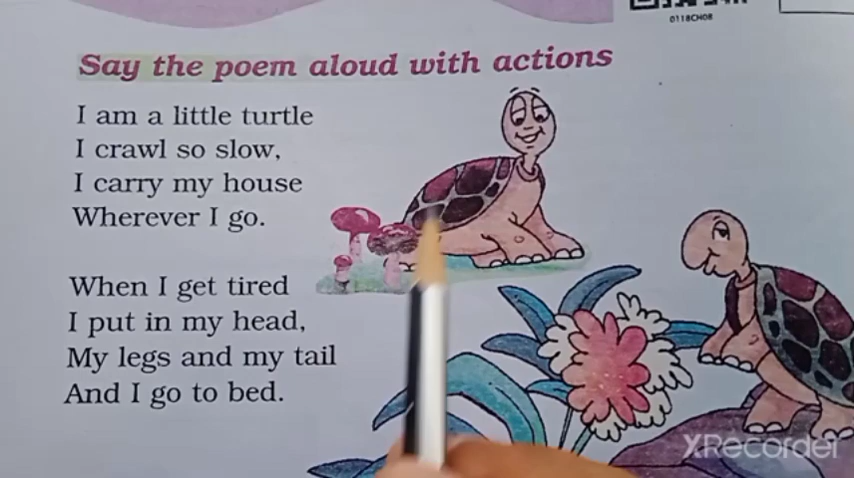 0118CH08
Say the poem aloud with actions
I am a little turtle
I crawl so slow,
I carry my house
Wherever I go.
When I get tired
I put in my head,
My legs and my tail
And I go to bed.
XRecorder